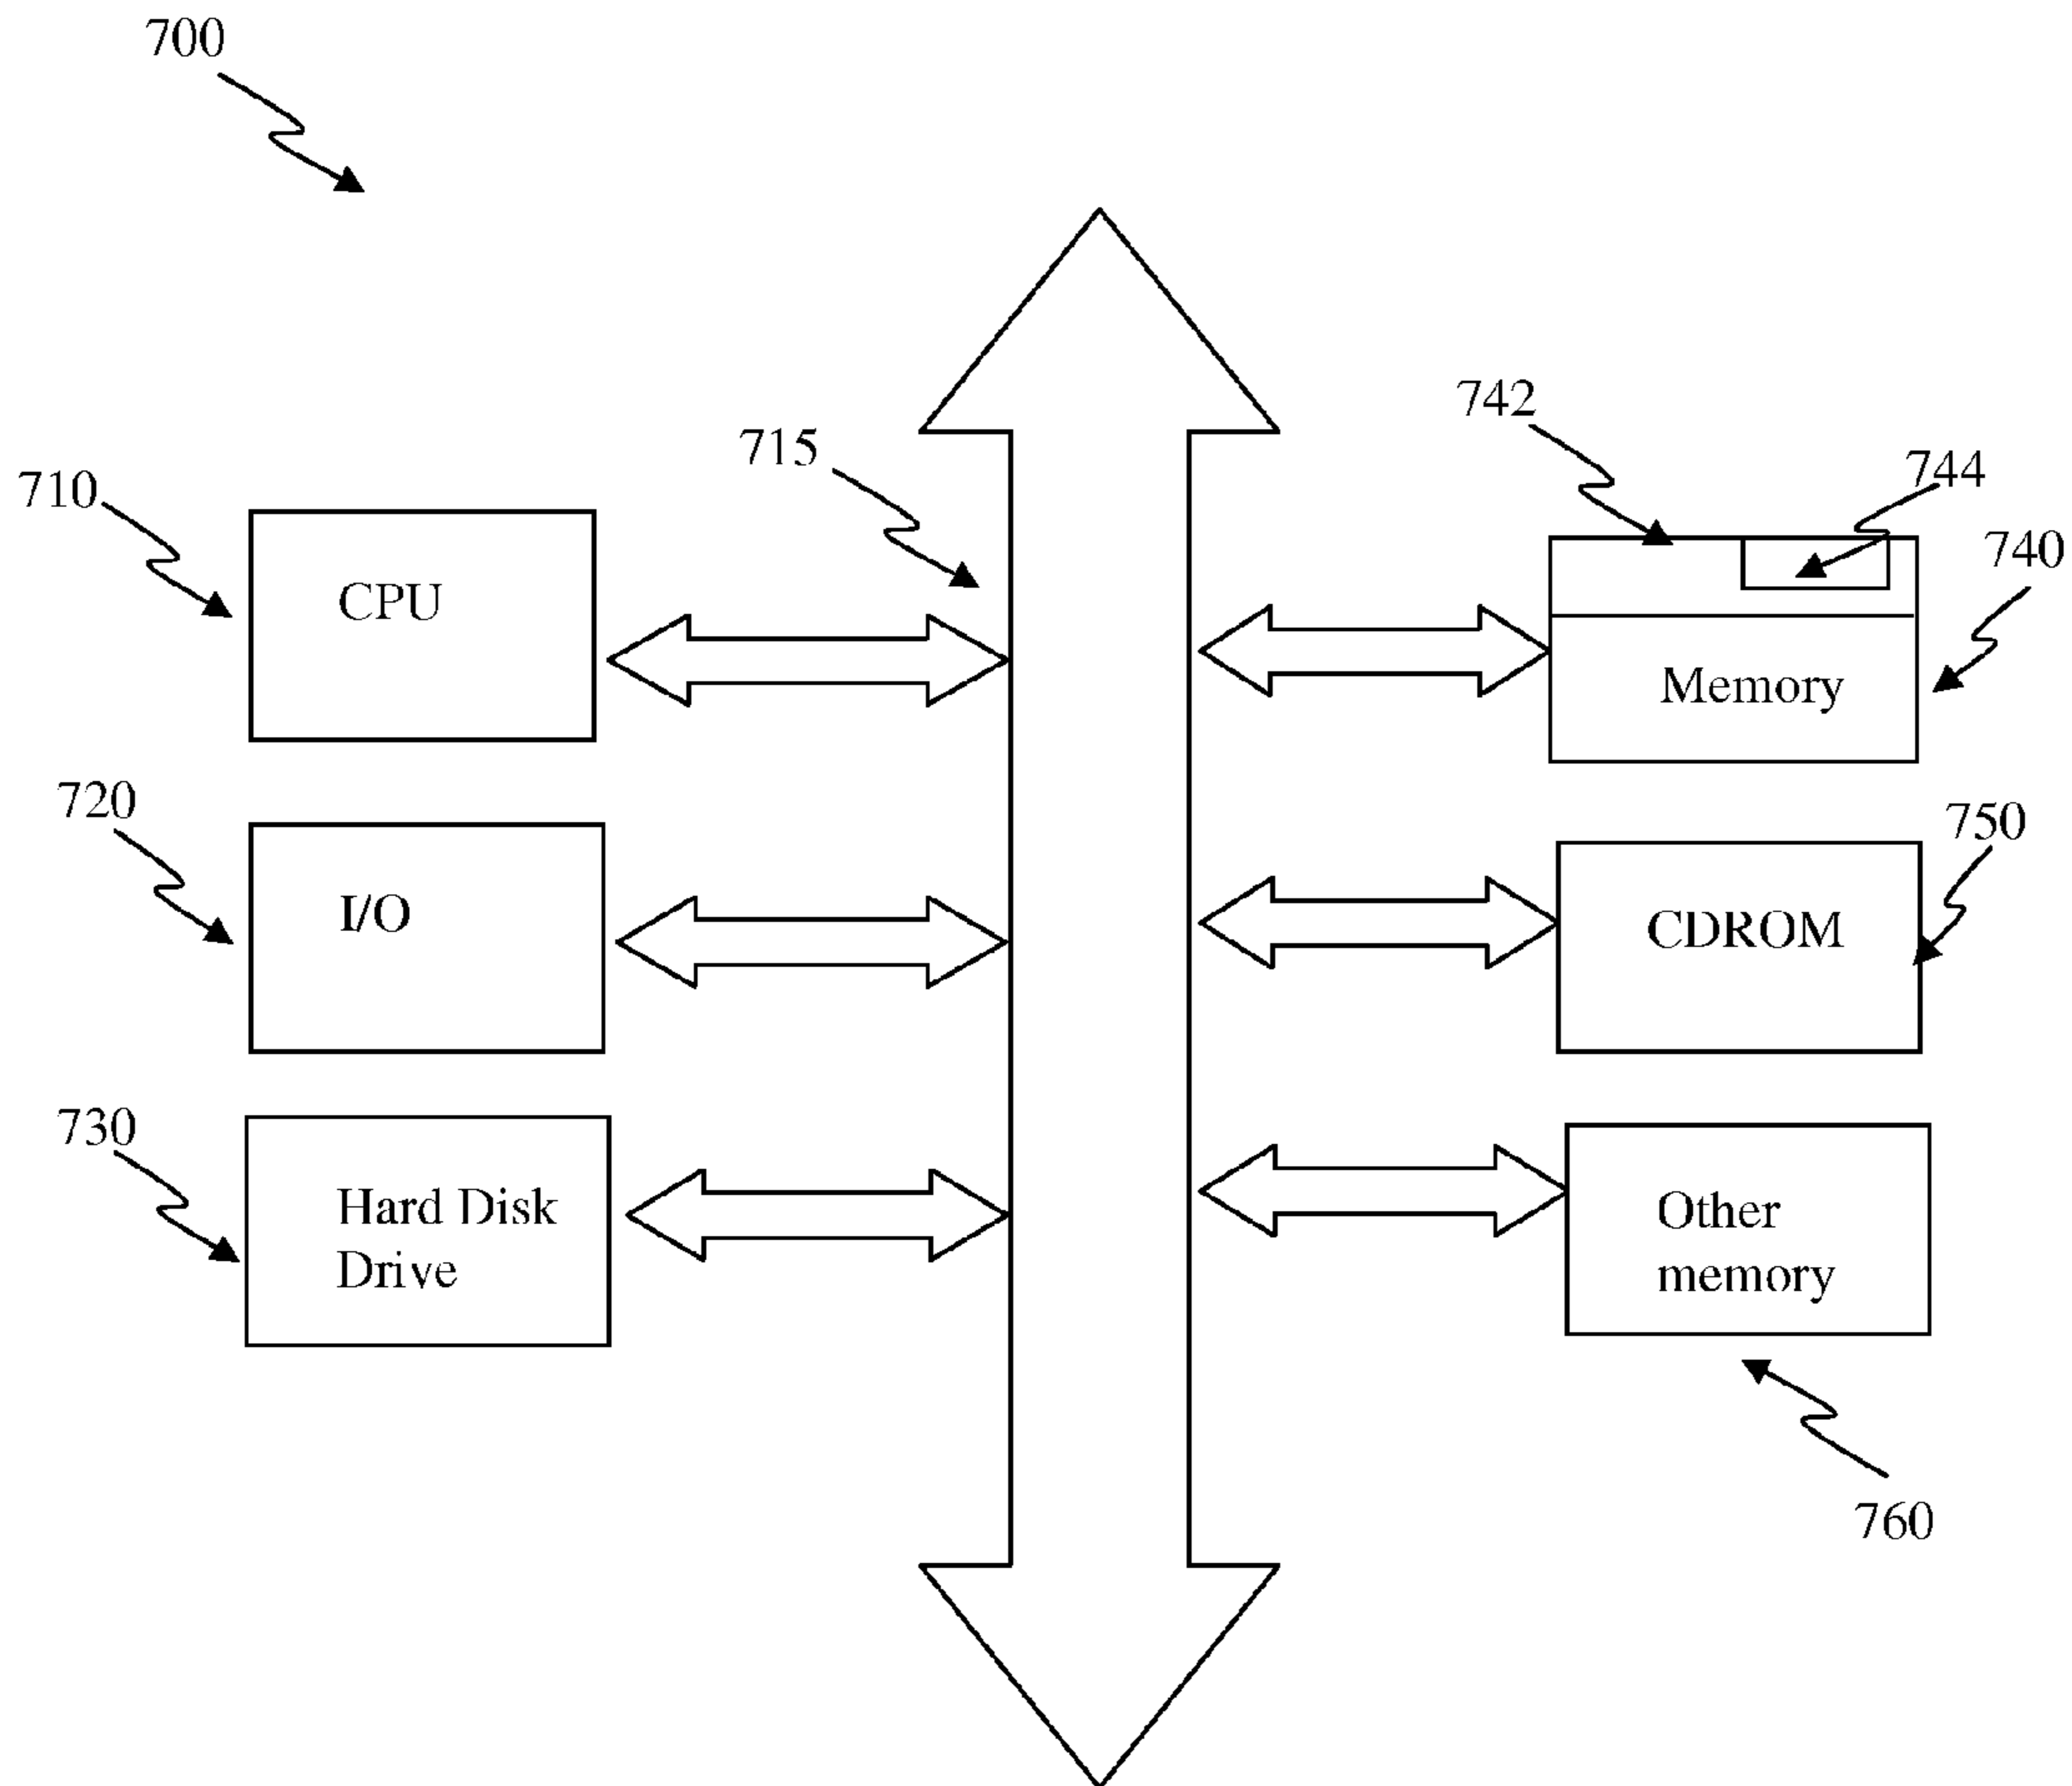 700
742
715
744
710
740
CPU
Memory
720
750
I/O
CDROM
730
Hard Disk
Drive
Other
memory
760